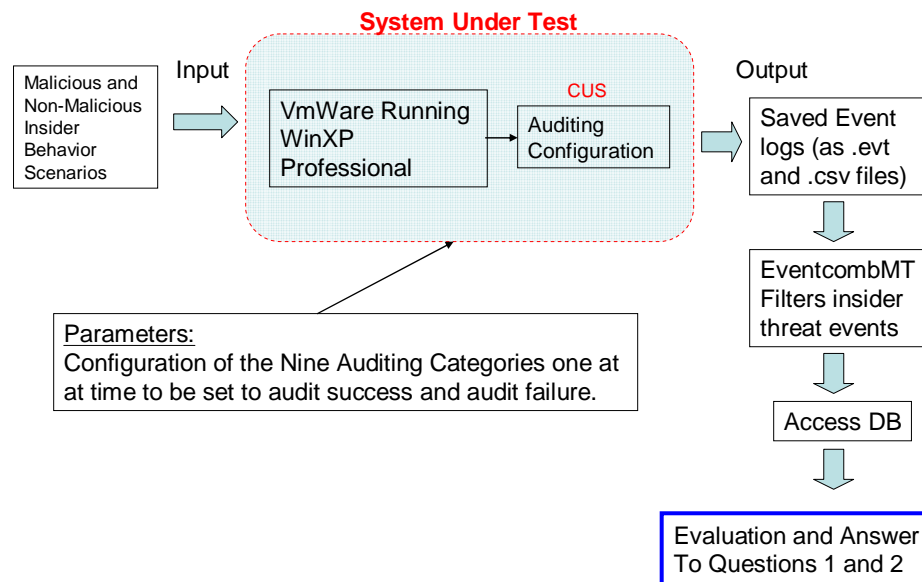 System Under Test
Malicious and
Non-Malicious
Insider
Behavior
Scenarios
Input
VmWare Running
WinXP
Professional
CUS
Auditing
Configuration
Output
Saved Event
logs (as .evt
and .csv files)
EventcombMT
Filters insider
threat events
Parameters:
Configuration of the Nine Auditing Categories one at
at time to be set to audit success and audit failure.
Access DB
Evaluation and Answer
To Questions 1 and 2